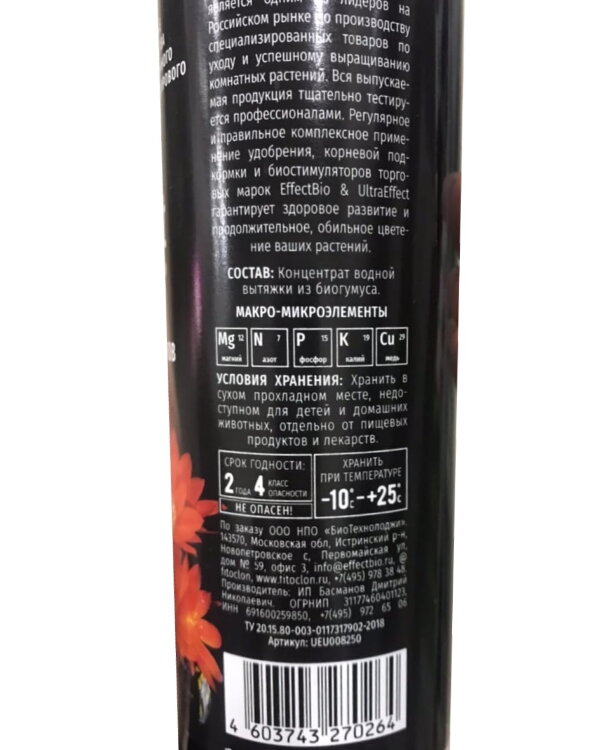 является одним из лидеров на
Российском рынке по производству
специализированных товаров по
уходу и успешному выращиванию
комнатных растений. Вся выпускае-
мая продукция тщательно тестиру-
ется профессионалами. Регулярное
и правильное комплексное приме-
нение удобрения, корневой под-
кормки и биостимуляторов торго-
вых марок EffectBio & UltraEffect
гарантирует здоровое развитие и
продолжительное, обильное цвете-
ние ваших растений.
СОСТАВ: Концентрат водной
вытяжки из биогумуса.
МАКРО-МИКРОЭЛЕМЕНТЫ
Mg 12 N 7 P 15 K 19 Cu 29
магний азот фосфор калий медь
УСЛОВИЯ ХРАНЕНИЯ: Хранить в
сухом прохладном месте, недо-
ступном для детей и домашних
животных, отдельно от пищевых
продуктов и лекарств.
СРОК ГОДНОСТИ:
2 ГОДА 4 КЛАСС ОПАСНОСТИ
НЕ ОПАСЕН!
ХРАНИТЬ
ПРИ ТЕМПЕРАТУРЕ
-10°C-+25°C
По заказу ООО НПО «БиоТехнолоджи»
143570, Московская обл, Истринский р-н,
Новопетровское с, Первомайская ул,
дом № 59, офис 3, info@effectbio.ru,
fitoclon, www.fitoclon.ru, +7(495) 978 38 48,
Производитель: ИП Басманов Дмитрий
Николаевич. ОГРНИП 31177460401123,
ИНН 691600259850, +7(495) 972 65 06
ТУ 20.15.80-003-0117317902-2018
Артикул: UEU008250
4 603743 270264